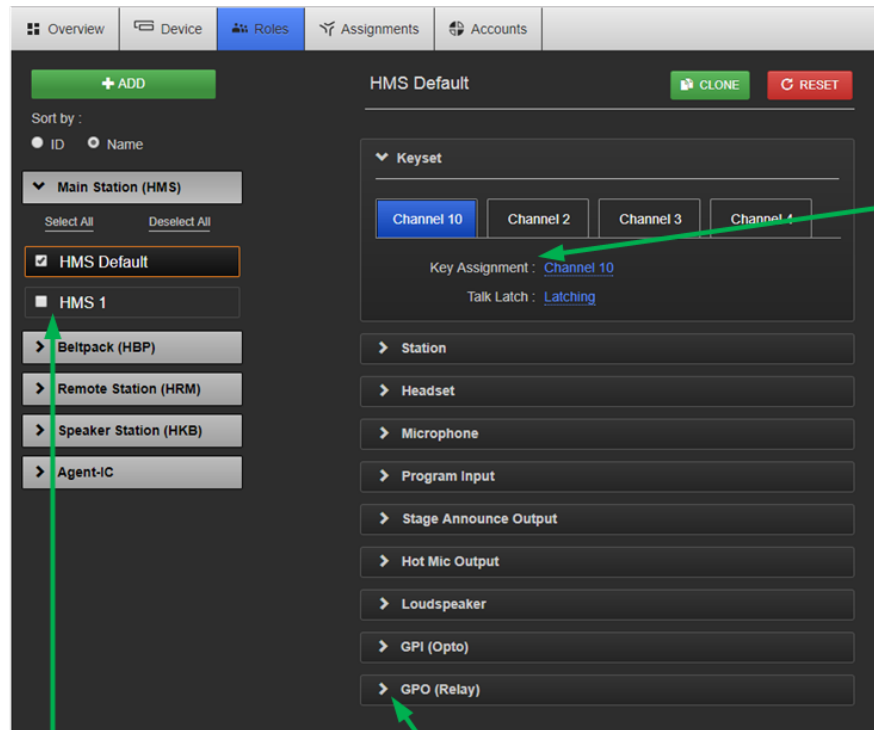 Overview Device Roles Assignments Accounts
ADD
Sort by :
ID Name
Main Station (HMS)
Select All Deselect All
HMS Default
HMS 1
Beltpack (HBP)
Remote Station (HRM)
Speaker Station (HKB)
Agent-IC
HMS Default CLONE RESET
Keyset
Channel 10 Channel 2 Channel 3 Channel 4
Key Assignment : Channel 10
Talk Latch : Latching
Station
Headset
Microphone
Program Input
Stage Announce Output
Hot Mic Output
Loudspeaker
GPI (Opto)
GPO (Relay)